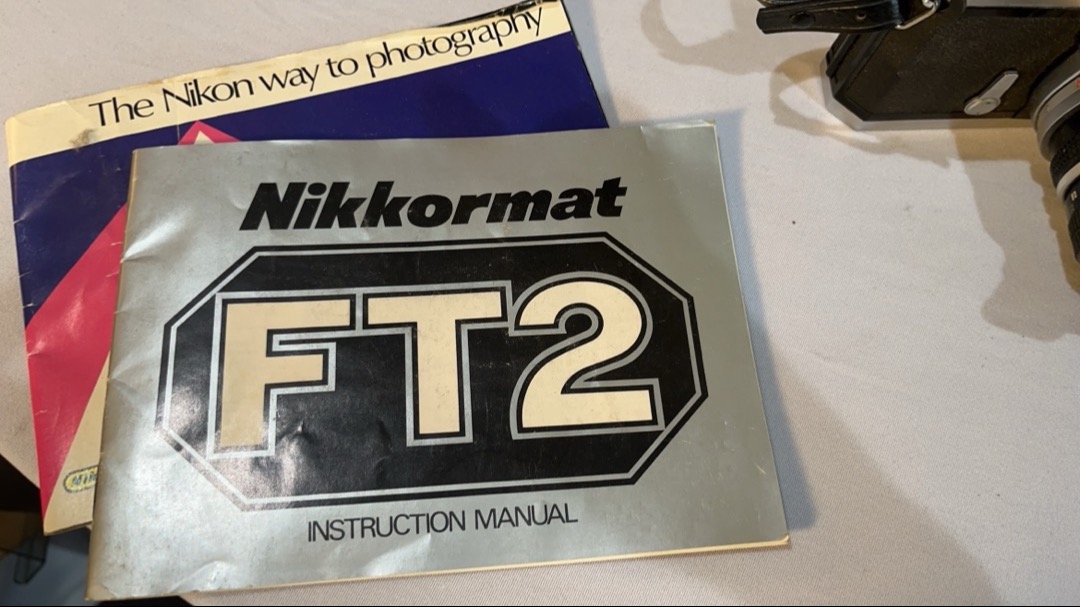 The Nikon way to photography
Nikkormat
FT2
INSTRUCTION MANUAL